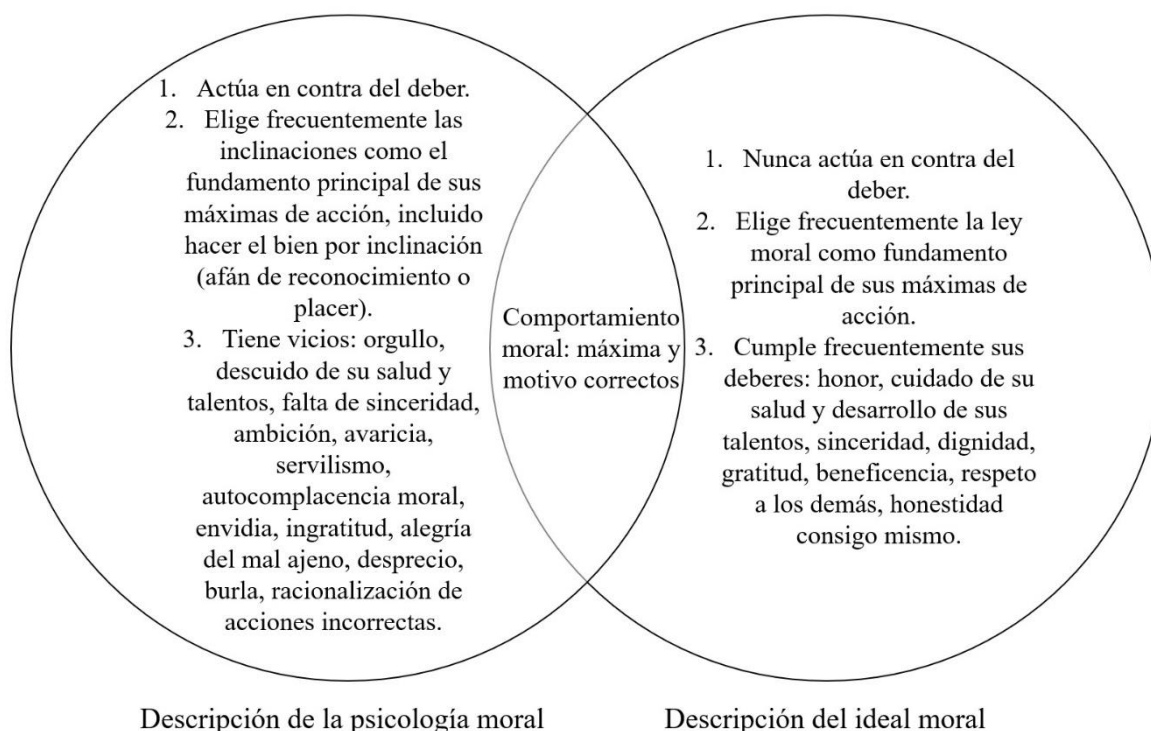 1. Actúa en contra del deber.
2. Elige frecuentemente las
inclinaciones como el
fundamento principal de sus
máximas de acción, incluido
hacer el bien por inclinación
(afán de reconocimiento o
placer).
3. Tiene vicios: orgullo,
descuido de su salud y
talentos, falta de sinceridad,
ambición, avaricia,
servilismo,
autocomplacencia moral,
envidia, ingratitud, alegría
del mal ajeno, desprecio,
burla, racionalización de
acciones incorrectas.
Comportamiento
moral: máxima y
motivo correctos
1. Nunca actúa en contra del
deber.
2. Elige frecuentemente la ley
moral como fundamento
principal de sus máximas de
acción.
3. Cumple frecuentemente sus
deberes: honor, cuidado de su
salud y desarrollo de sus
talentos, sinceridad, dignidad,
gratitud, beneficencia, respeto
a los demás, honestidad
consigo mismo.
Descripción de la psicología moral
Descripción del ideal moral